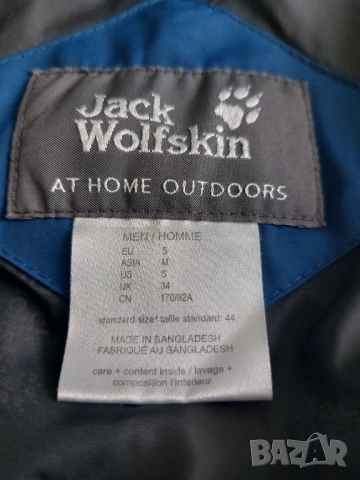 Jack
Wolfskin
AT HOME OUTDOORS
MEN / HOMME
EU S
ASIA M
US S
UK 34
CN 170/92A
standard size/ taille standard: 44
MADE IN BANGLADESH
FABRIQUÉ AU BANGLADESH
care + content inside / lavage +
composition l'interieur
BAZAR